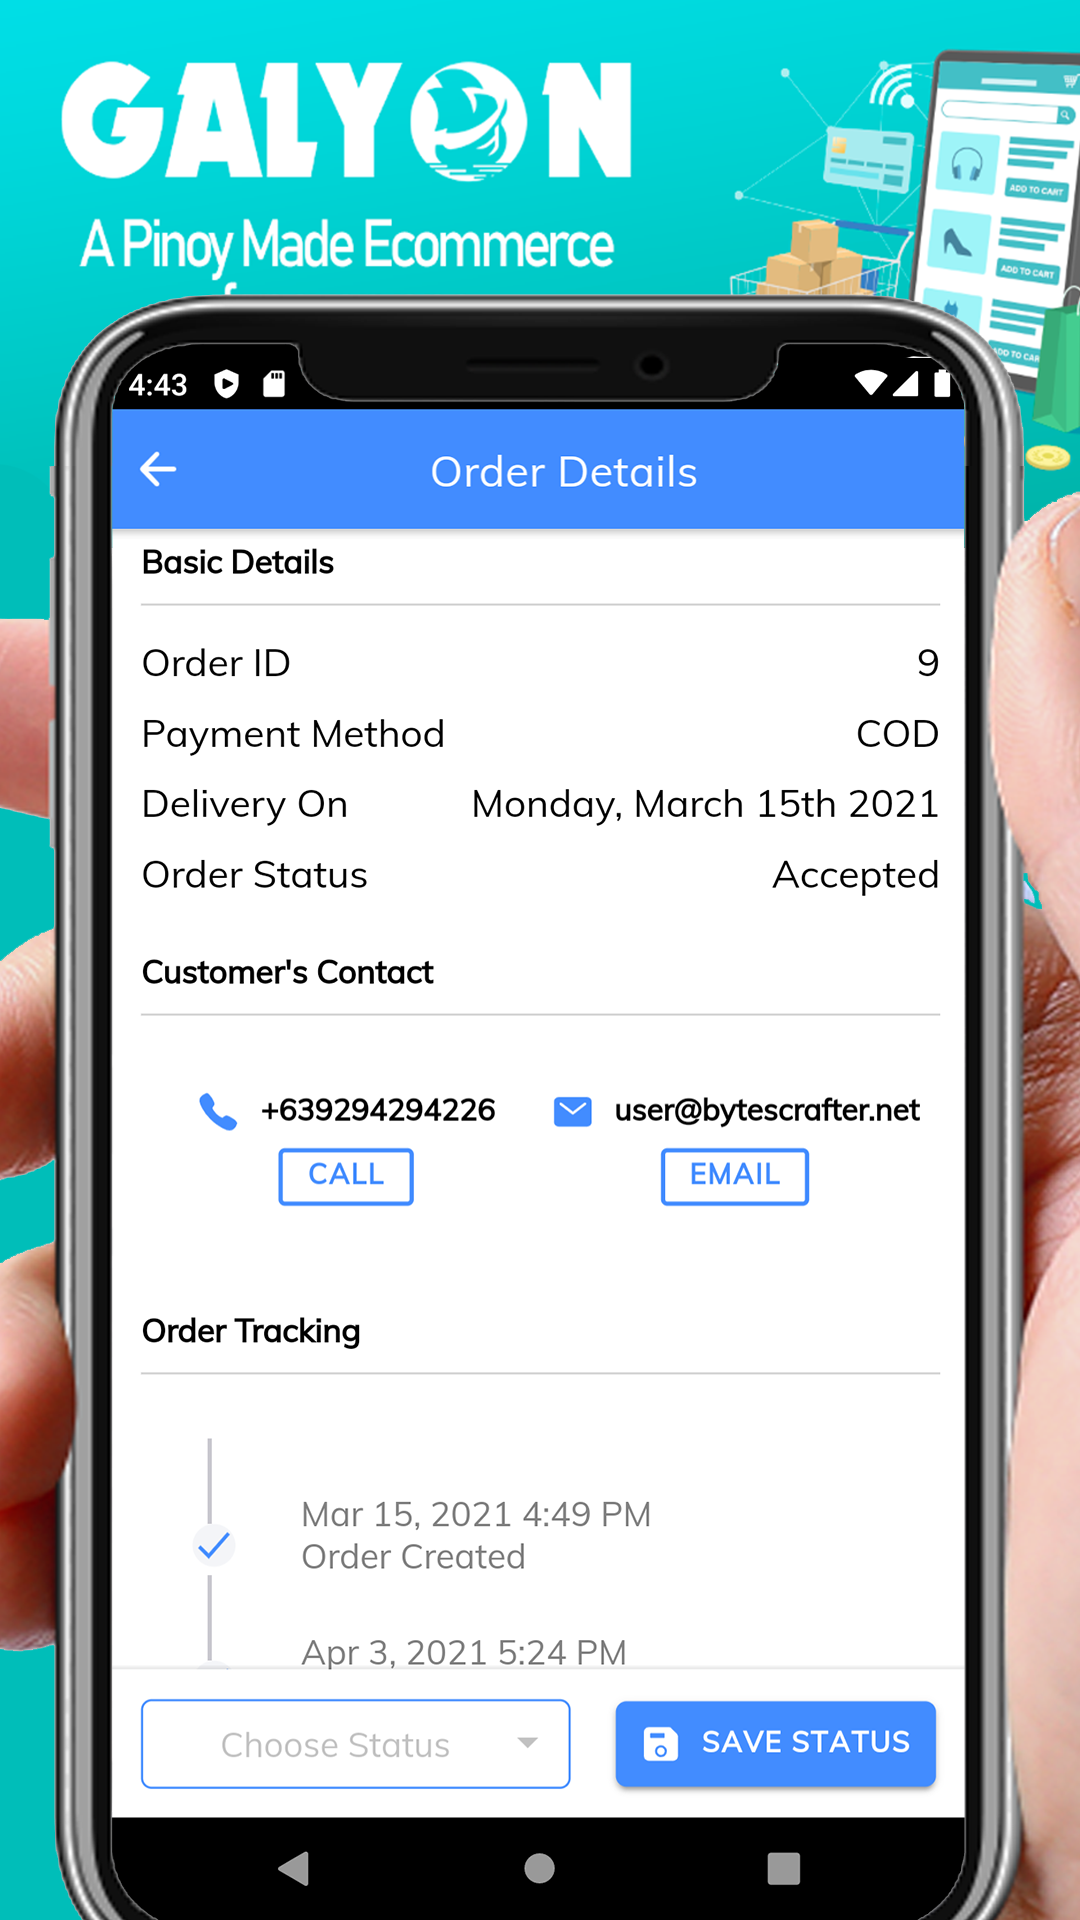 GALYON
A Pinoy Made Ecommerce
ADD TO CART
ADD TO CART
4:43
Order Details
Basic Details
Order ID 9
Payment Method COD
Delivery On Monday, March 15th 2021
Order Status Accepted
Customer's Contact
+639294294226 user@bytescrafter.net
CALL EMAIL
Order Tracking
Mar 15, 2021 4:49 PM
Order Created
Apr 3, 2021 5:24 PM
Choose Status SAVE STATUS